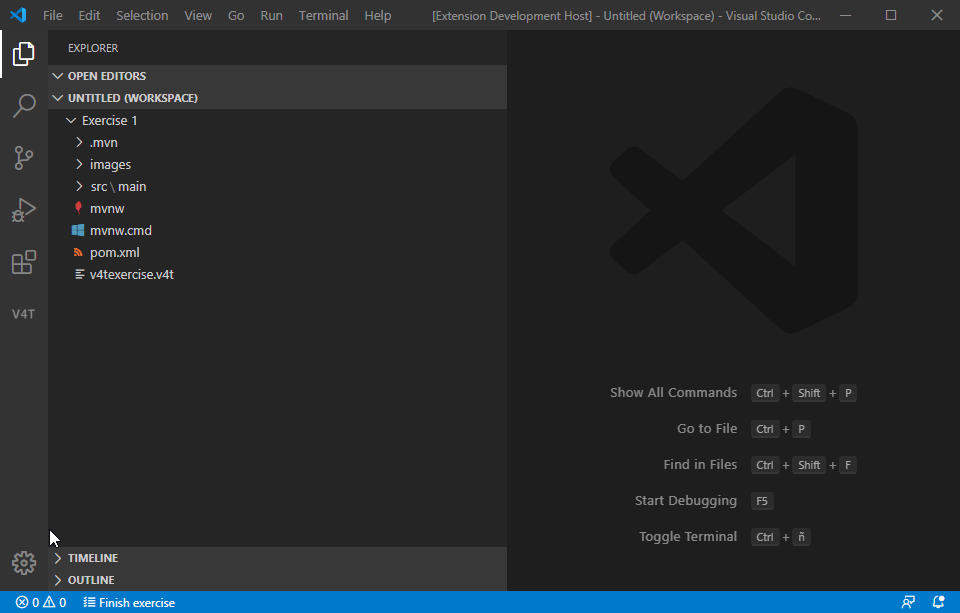 File Edit Selection View Go Run Terminal Help [Extension Development Host] - Untitled (Workspace) - Visual Studio Co...
EXPLORER
OPEN EDITORS
UNTITLED (WORKSPACE)
Exercise 1
.mvn
images
src \ main
mvnw
mvnw.cmd
pom.xml
v4texercise.v4t
V4T
Show All Commands Ctrl + Shift + P
Go to File Ctrl + P
Find in Files Ctrl + Shift + F
Start Debugging F5
Toggle Terminal Ctrl + ñ
TIMELINE
OUTLINE
0 0 Finish exercise